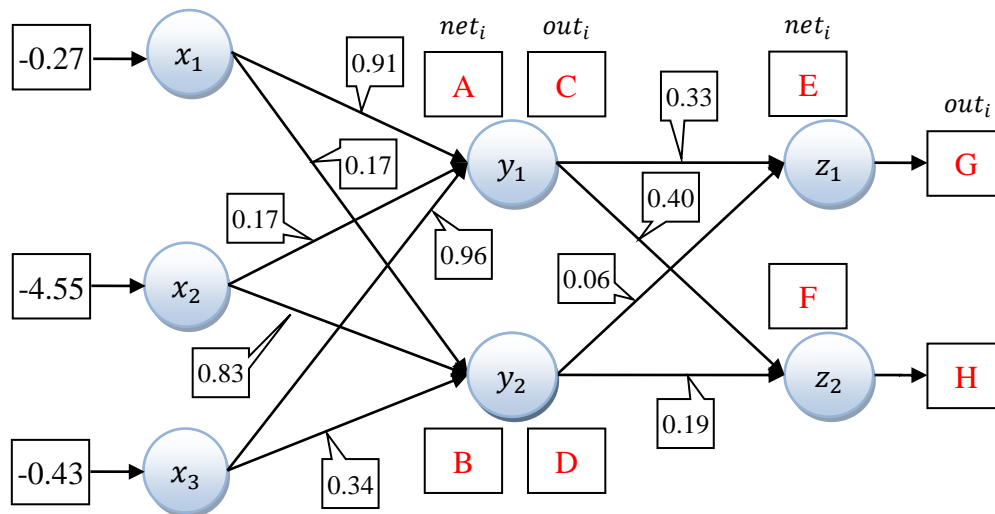 net_i out_i net_i
-0.27 x_1 0.91 A C 0.33 E out_i
0.17 y_1 z_1 G
0.17 0.40
0.96
-4.55 x_2 0.06 F
0.83 y_2 z_2 H
0.19
-0.43 x_3 0.34 B D